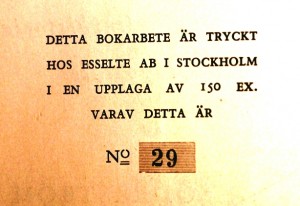 DETTA BOKARBETE ÄR TRYCKT
HOS ESSELTE AB I STOCKHOLM
I EN UPPLAGA AV 150 EX.
VARAV DETTA ÄR
No 29